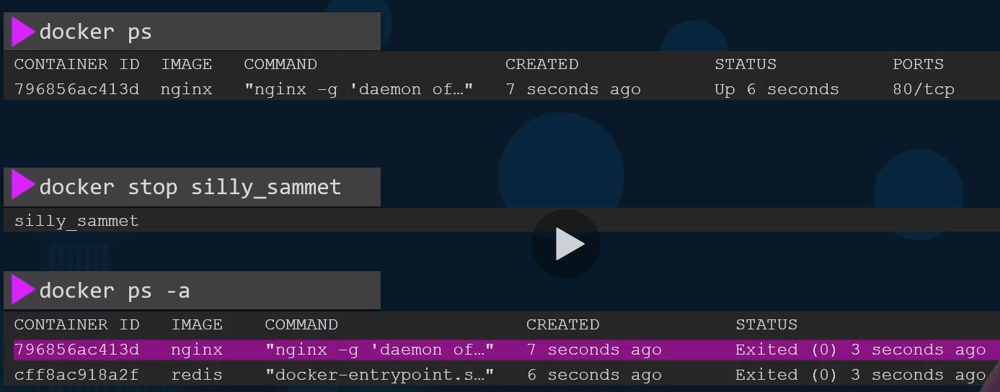 docker ps
CONTAINER ID IMAGE COMMAND CREATED STATUS PORTS
796856ac413d nginx "nginx -g 'daemon of…" 7 seconds ago Up 6 seconds 80/tcp
docker stop silly_sammet
silly_sammet
docker ps -a
CONTAINER ID IMAGE COMMAND CREATED STATUS
796856ac413d nginx "nginx -g 'daemon of…" 7 seconds ago Exited (0) 3 seconds ago
cff8ac918a2f redis "docker-entrypoint.s…" 6 seconds ago Exited (0) 3 seconds ago